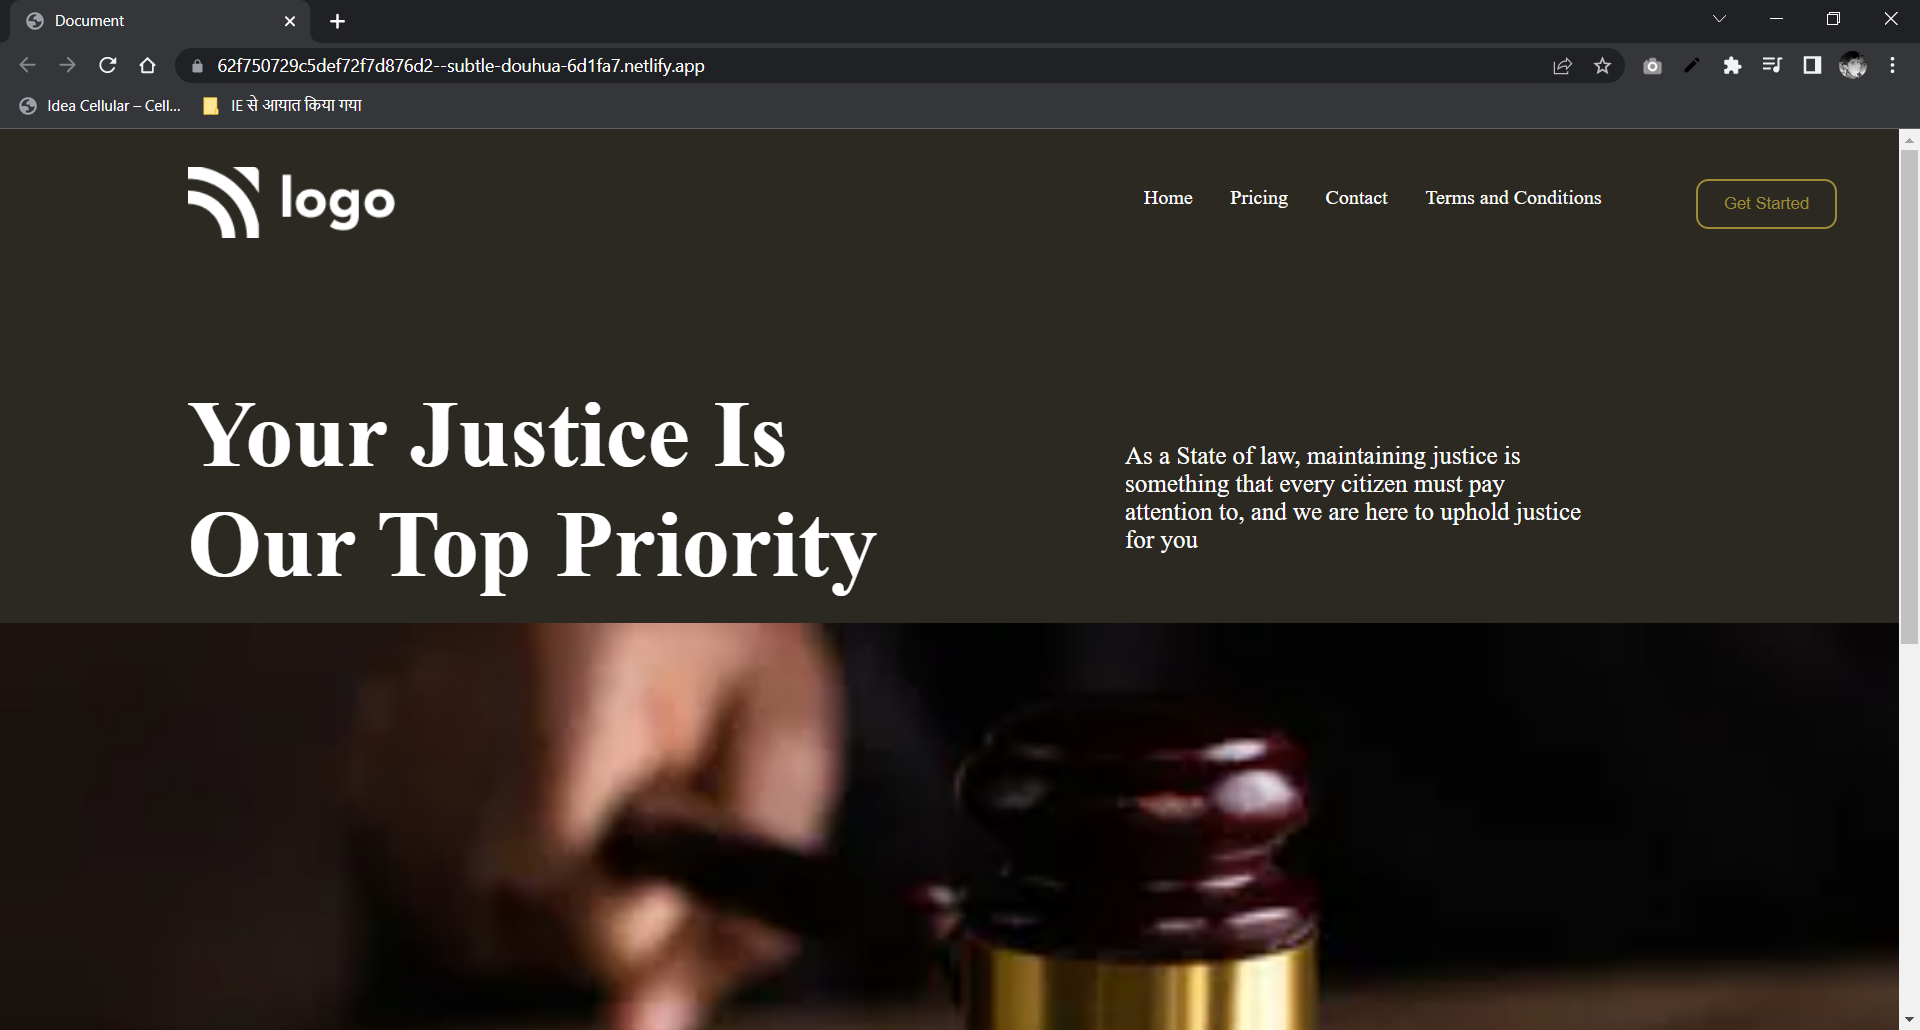 Document
62f750729c5def72f7d876d2--subtle-douhua-6d1fa7.netlify.app
Idea Cellular – Cell... IE से आयात किया गया
logo
Home Pricing Contact Terms and Conditions Get Started
Your Justice Is
Our Top Priority
As a State of law, maintaining justice is
something that every citizen must pay
attention to, and we are here to uphold justice
for you